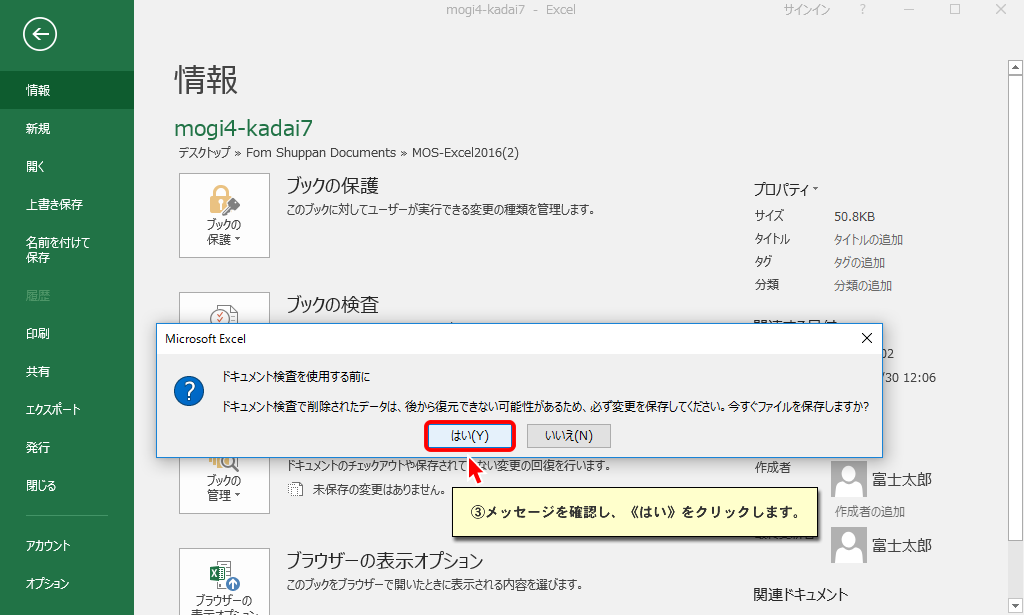 mogi4-kadai7 - Excel
サインイン
?
情報
新規
開く
上書き保存
名前を付けて
保存
履歴
印刷
共有
エクスポート
発行
閉じる
アカウント
オプション
情報
mogi4-kadai7
デスクトップ » Fom Shuppan Documents » MOS-Excel2016(2)
ブックの
保護
ブックの保護
このブックに対してユーザーが実行できる変更の種類を管理します。
ブックの検査
プロパティ
サイズ 50.8KB
タイトル タイトルの追加
タグ タグの追加
分類 分類の追加
02
/30 12:06
Microsoft Excel
?
ドキュメント検査を使用する前に
ドキュメント検査で削除されたデータは、後から復元できない可能性があるため、必ず変更を保存してください。今すぐファイルを保存しますか?
はい(Y)
いいえ(N)
ブックの
管理
ドキュメントのチェックアウトや保存されて ない変更の回復を行います。
未保存の変更はありません。
③メッセージを確認し、《はい》をクリックします。
作成者
富士太郎
作成者の追加
富士太郎
ブラウザーの
表示オプション
ブラウザーの表示オプション
このブックをブラウザーで開いたときに表示される内容を選びます。
関連ドキュメント